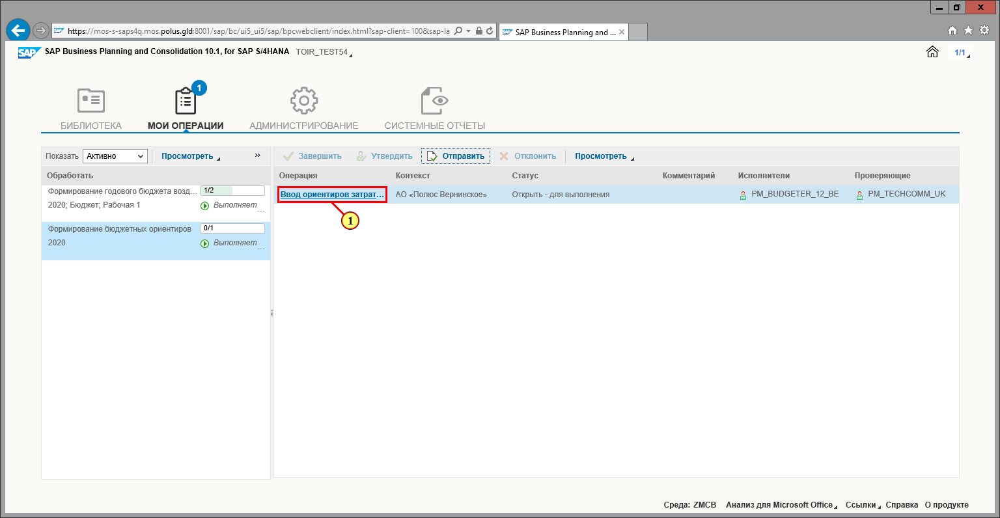 https://mos-s-saps4q.mos.polus.gld:8001/sap/bc/ui5_ui5/sap/bpcwebclient/index.html?sap-client=100&sap-la
SAP Business Planning and ...
SAP SAP Business Planning and Consolidation 10.1, for SAP S/4HANA TOIR_TEST54
1/1
1
БИБЛИОТЕКА МОИ ОПЕРАЦИИ АДМИНИСТРИРОВАНИЕ СИСТЕМНЫЕ ОТЧЕТЫ
Показать Активно Просмотреть »
Завершить Утвердить Отправить Отклонить Просмотреть
Обработать
Формирование годового бюджета возд... 1/2
2020; Бюджет; Рабочая 1 Выполняет ...
Формирование бюджетных ориентиров 0/1
2020 Выполняет ...
Операция Контекст Статус Комментарий Исполнители Проверяющие
Ввод ориентиров затрат... АО «Полюс Вернинское» Открыть - для выполнения PM_BUDGETER_12_BE PM_TECHCOMM_UK
1
Среда: ZMCB Анализ для Microsoft Office Ссылки Справка О продукте